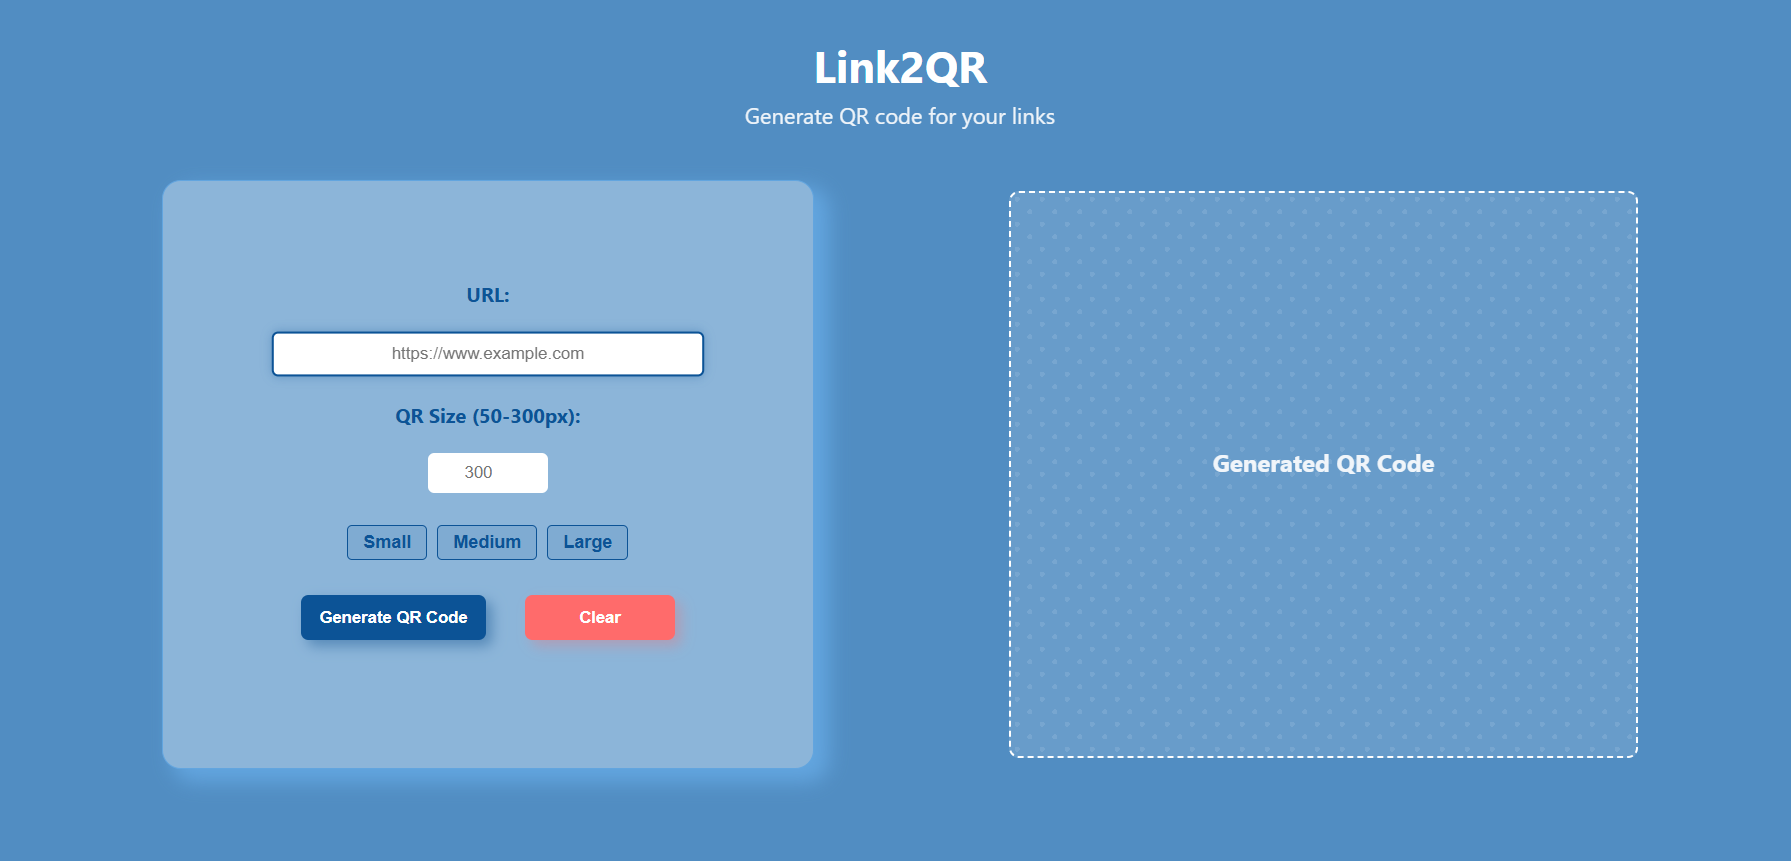 Link2QR
Generate QR code for your links
URL:
https://www.example.com
QR Size (50-300px):
300
Small Medium Large
Generate QR Code Clear
Generated QR Code